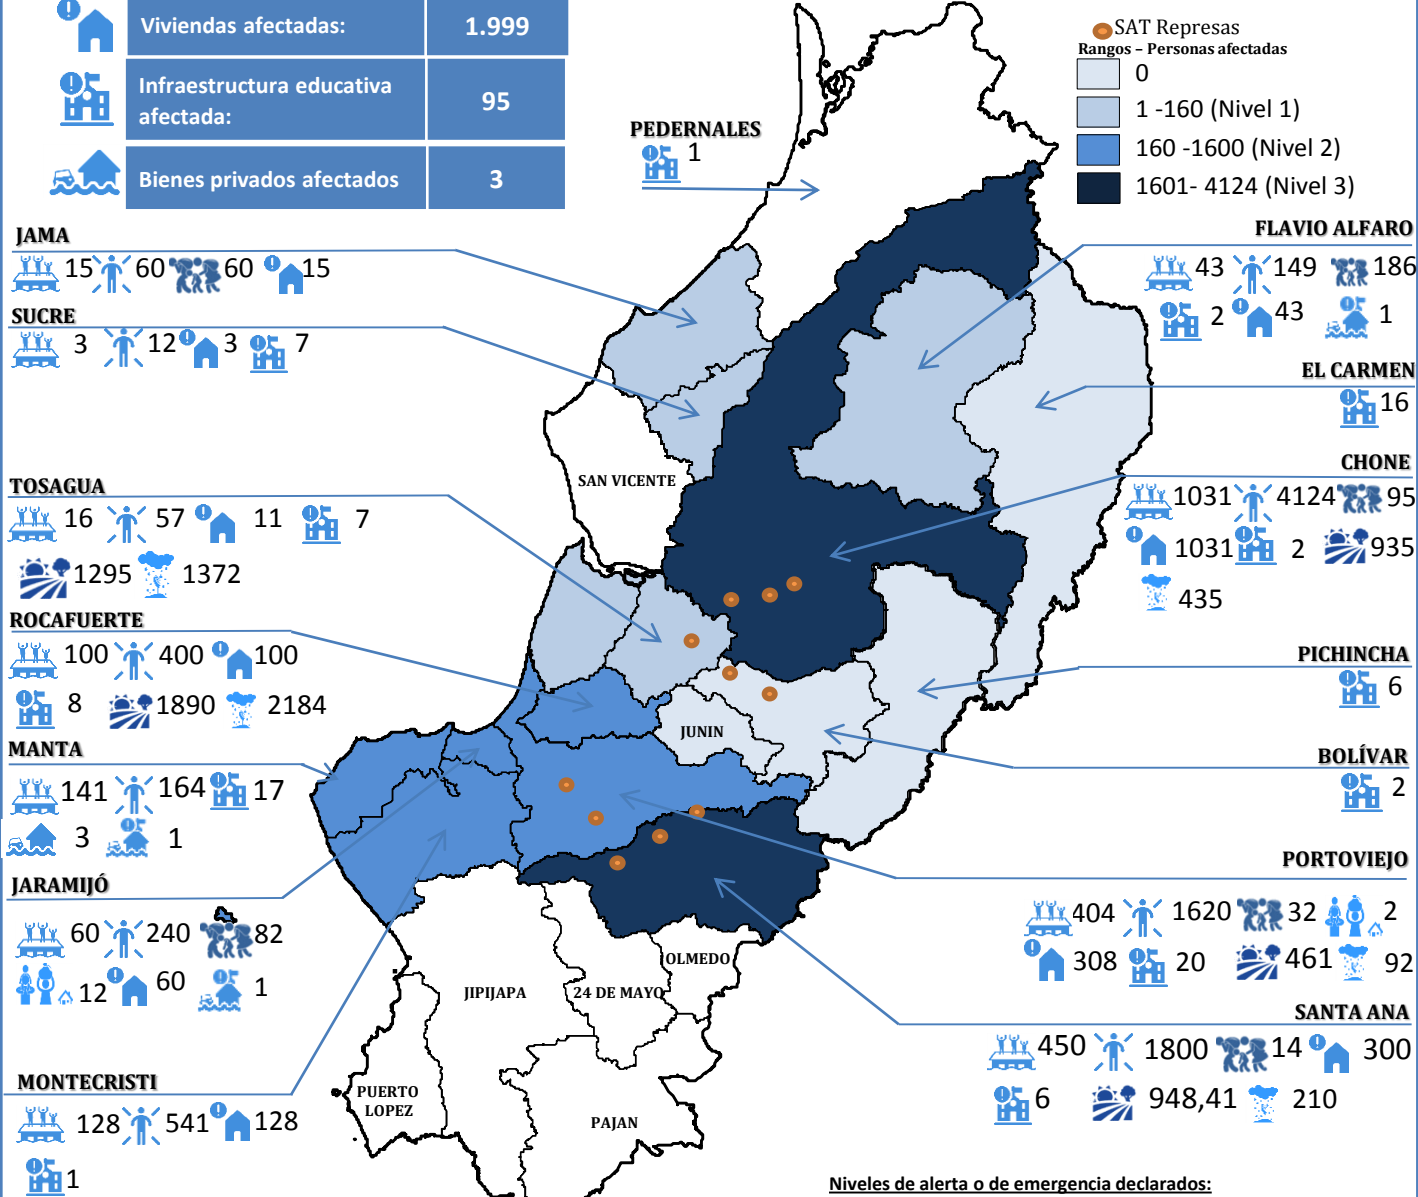 Viviendas afectadas: 1.999
Infraestructura educativa
afectada: 95
Bienes privados afectados 3
SAT Represas
Rangos – Personas afectadas
0
1 -160 (Nivel 1)
160 -1600 (Nivel 2)
1601- 4124 (Nivel 3)
PEDERNALES
1
JAMA
15 60 60 15
SUCRE
3 12 3 7
TOSAGUA
16 57 11 7
1295 1372
ROCAFUERTE
100 400 100
8 1890 2184
MANTA
141 164 17
3 1
JARAMIJÓ
60 240 82
12 60 1
MONTECRISTI
128 541 128
1
FLAVIO ALFARO
43 149 186
2 43 1
EL CARMEN
16
CHONE
1031 4124 95
1031 2 935
435
PICHINCHA
6
BOLÍVAR
2
PORTOVIEJO
404 1620 32 2
308 20 461 92
SANTA ANA
450 1800 14 300
6 948,41 210
SAN VICENTE
JUNIN
OLMEDO
JIPIJAPA
24 DE MAYO
PUERTO
LOPEZ
PAJAN
Niveles de alerta o de emergencia declarados: